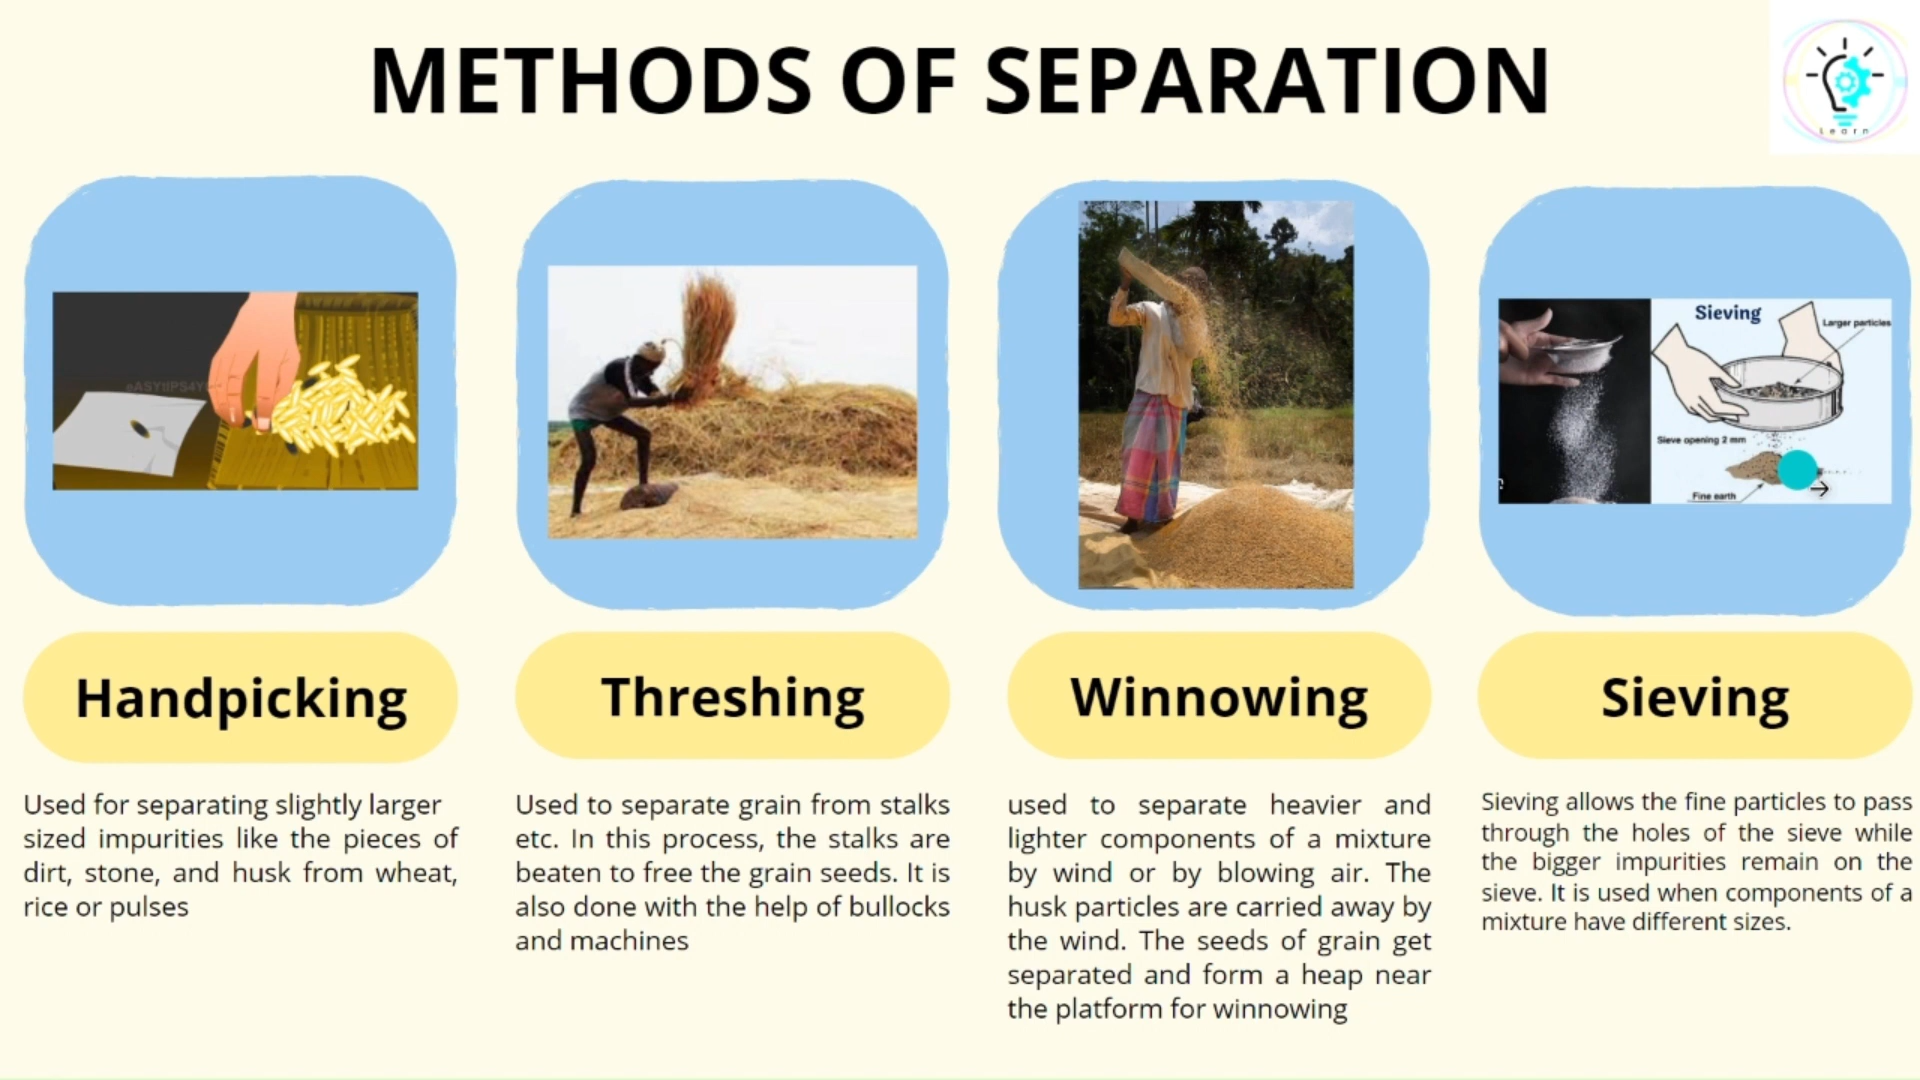 METHODS OF SEPARATION
Learn
Sieving
Larger particles
Sieve opening 2 mm
Fine earth
Handpicking
Threshing
Winnowing
Sieving
Used for separating slightly larger
sized impurities like the pieces of
dirt, stone, and husk from wheat,
rice or pulses
Used to separate grain from stalks
etc. In this process, the stalks are
beaten to free the grain seeds. It is
also done with the help of bullocks
and machines
used to separate heavier and
lighter components of a mixture
by wind or by blowing air. The
husk particles are carried away by
the wind. The seeds of grain get
separated and form a heap near
the platform for winnowing
Sieving allows the fine particles to pass
through the holes of the sieve while
the bigger impurities remain on the
sieve. It is used when components of a
mixture have different sizes.